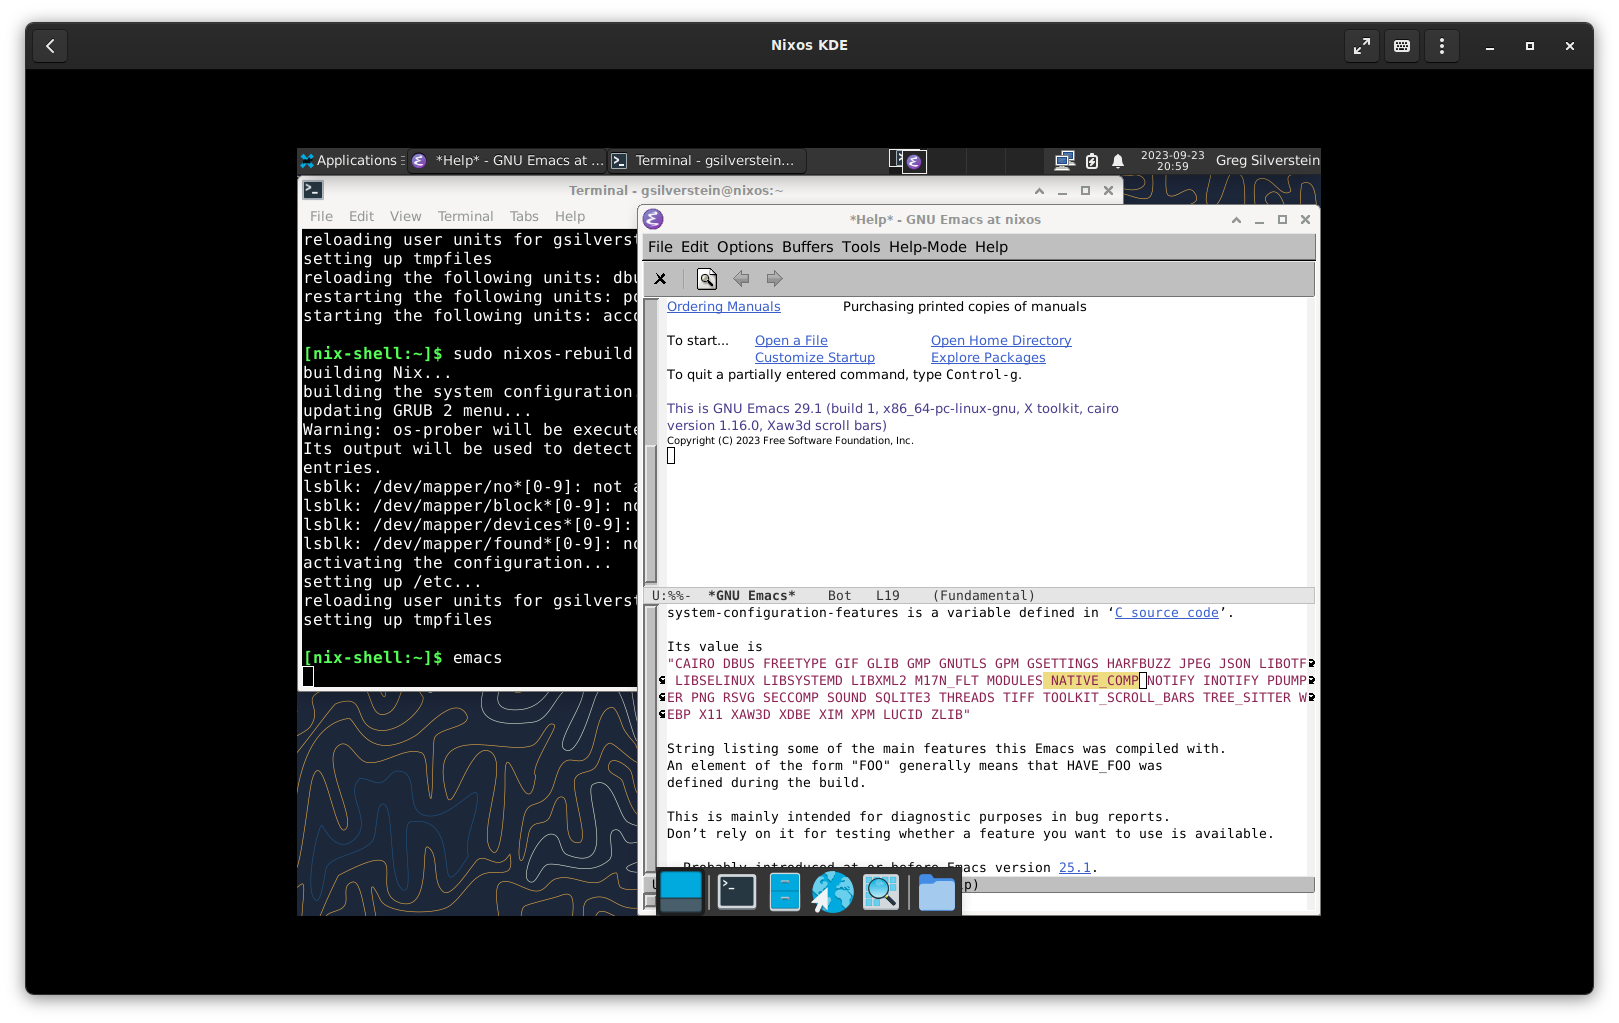 Nixos KDE
Applications
*Help* - GNU Emacs at ...
Terminal - gsilverstein...
2023-09-23
20:59
Greg Silverstein
Terminal - gsilverstein@nixos:~
File Edit View Terminal Tabs Help
reloading user units for gsilverst
setting up tmpfiles
reloading the following units: dbu
restarting the following units: po
starting the following units: acco
[nix-shell:~]$ sudo nixos-rebuild
building Nix...
building the system configuration.
updating GRUB 2 menu...
Warning: os-prober will be execute
Its output will be used to detect
entries.
lsblk: /dev/mapper/no*[0-9]: not a
lsblk: /dev/mapper/block*[0-9]: no
lsblk: /dev/mapper/devices*[0-9]:
lsblk: /dev/mapper/found*[0-9]: no
activating the configuration...
setting up /etc...
reloading user units for gsilverst
setting up tmpfiles
[nix-shell:~]$ emacs
*Help* - GNU Emacs at nixos
File Edit Options Buffers Tools Help-Mode Help
Ordering Manuals Purchasing printed copies of manuals
To start... Open a File Open Home Directory
Customize Startup Explore Packages
To quit a partially entered command, type Control-g.
This is GNU Emacs 29.1 (build 1, x86_64-pc-linux-gnu, X toolkit, cairo
version 1.16.0, Xaw3d scroll bars)
Copyright (C) 2023 Free Software Foundation, Inc.
U:%%- *GNU Emacs* Bot L19 (Fundamental)
system-configuration-features is a variable defined in ‘C source code’.
Its value is
"CAIRO DBUS FREETYPE GIF GLIB GMP GNUTLS GPM GSETTINGS HARFBUZZ JPEG JSON LIBOTF
LIBSELINUX LIBSYSTEMD LIBXML2 M17N_FLT MODULES NATIVE_COMP NOTIFY INOTIFY PDUMP
ER PNG RSVG SECCOMP SOUND SQLITE3 THREADS TIFF TOOLKIT_SCROLL_BARS TREE_SITTER W
EBP X11 XAW3D XDBE XIM XPM LUCID ZLIB"
String listing some of the main features this Emacs was compiled with.
An element of the form "FOO" generally means that HAVE_FOO was
defined during the build.
This is mainly intended for diagnostic purposes in bug reports.
Don’t rely on it for testing whether a feature you want to use is available.
Probably introduced at or before Emacs version 25.1.